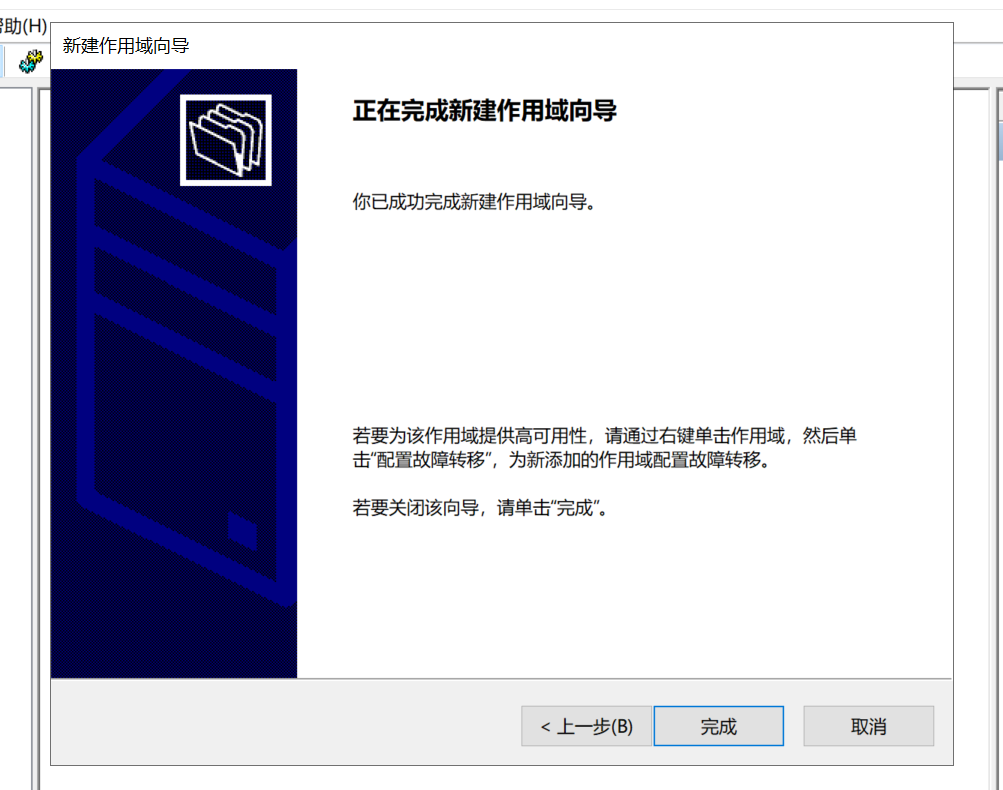 帮助(H)
新建作用域向导
正在完成新建作用域向导
你已成功完成新建作用域向导。
若要为该作用域提供高可用性，请通过右键单击作用域，然后单
击“配置故障转移”，为新添加的作用域配置故障转移。
若要关闭该向导，请单击“完成”。
< 上一步(B)
完成
取消